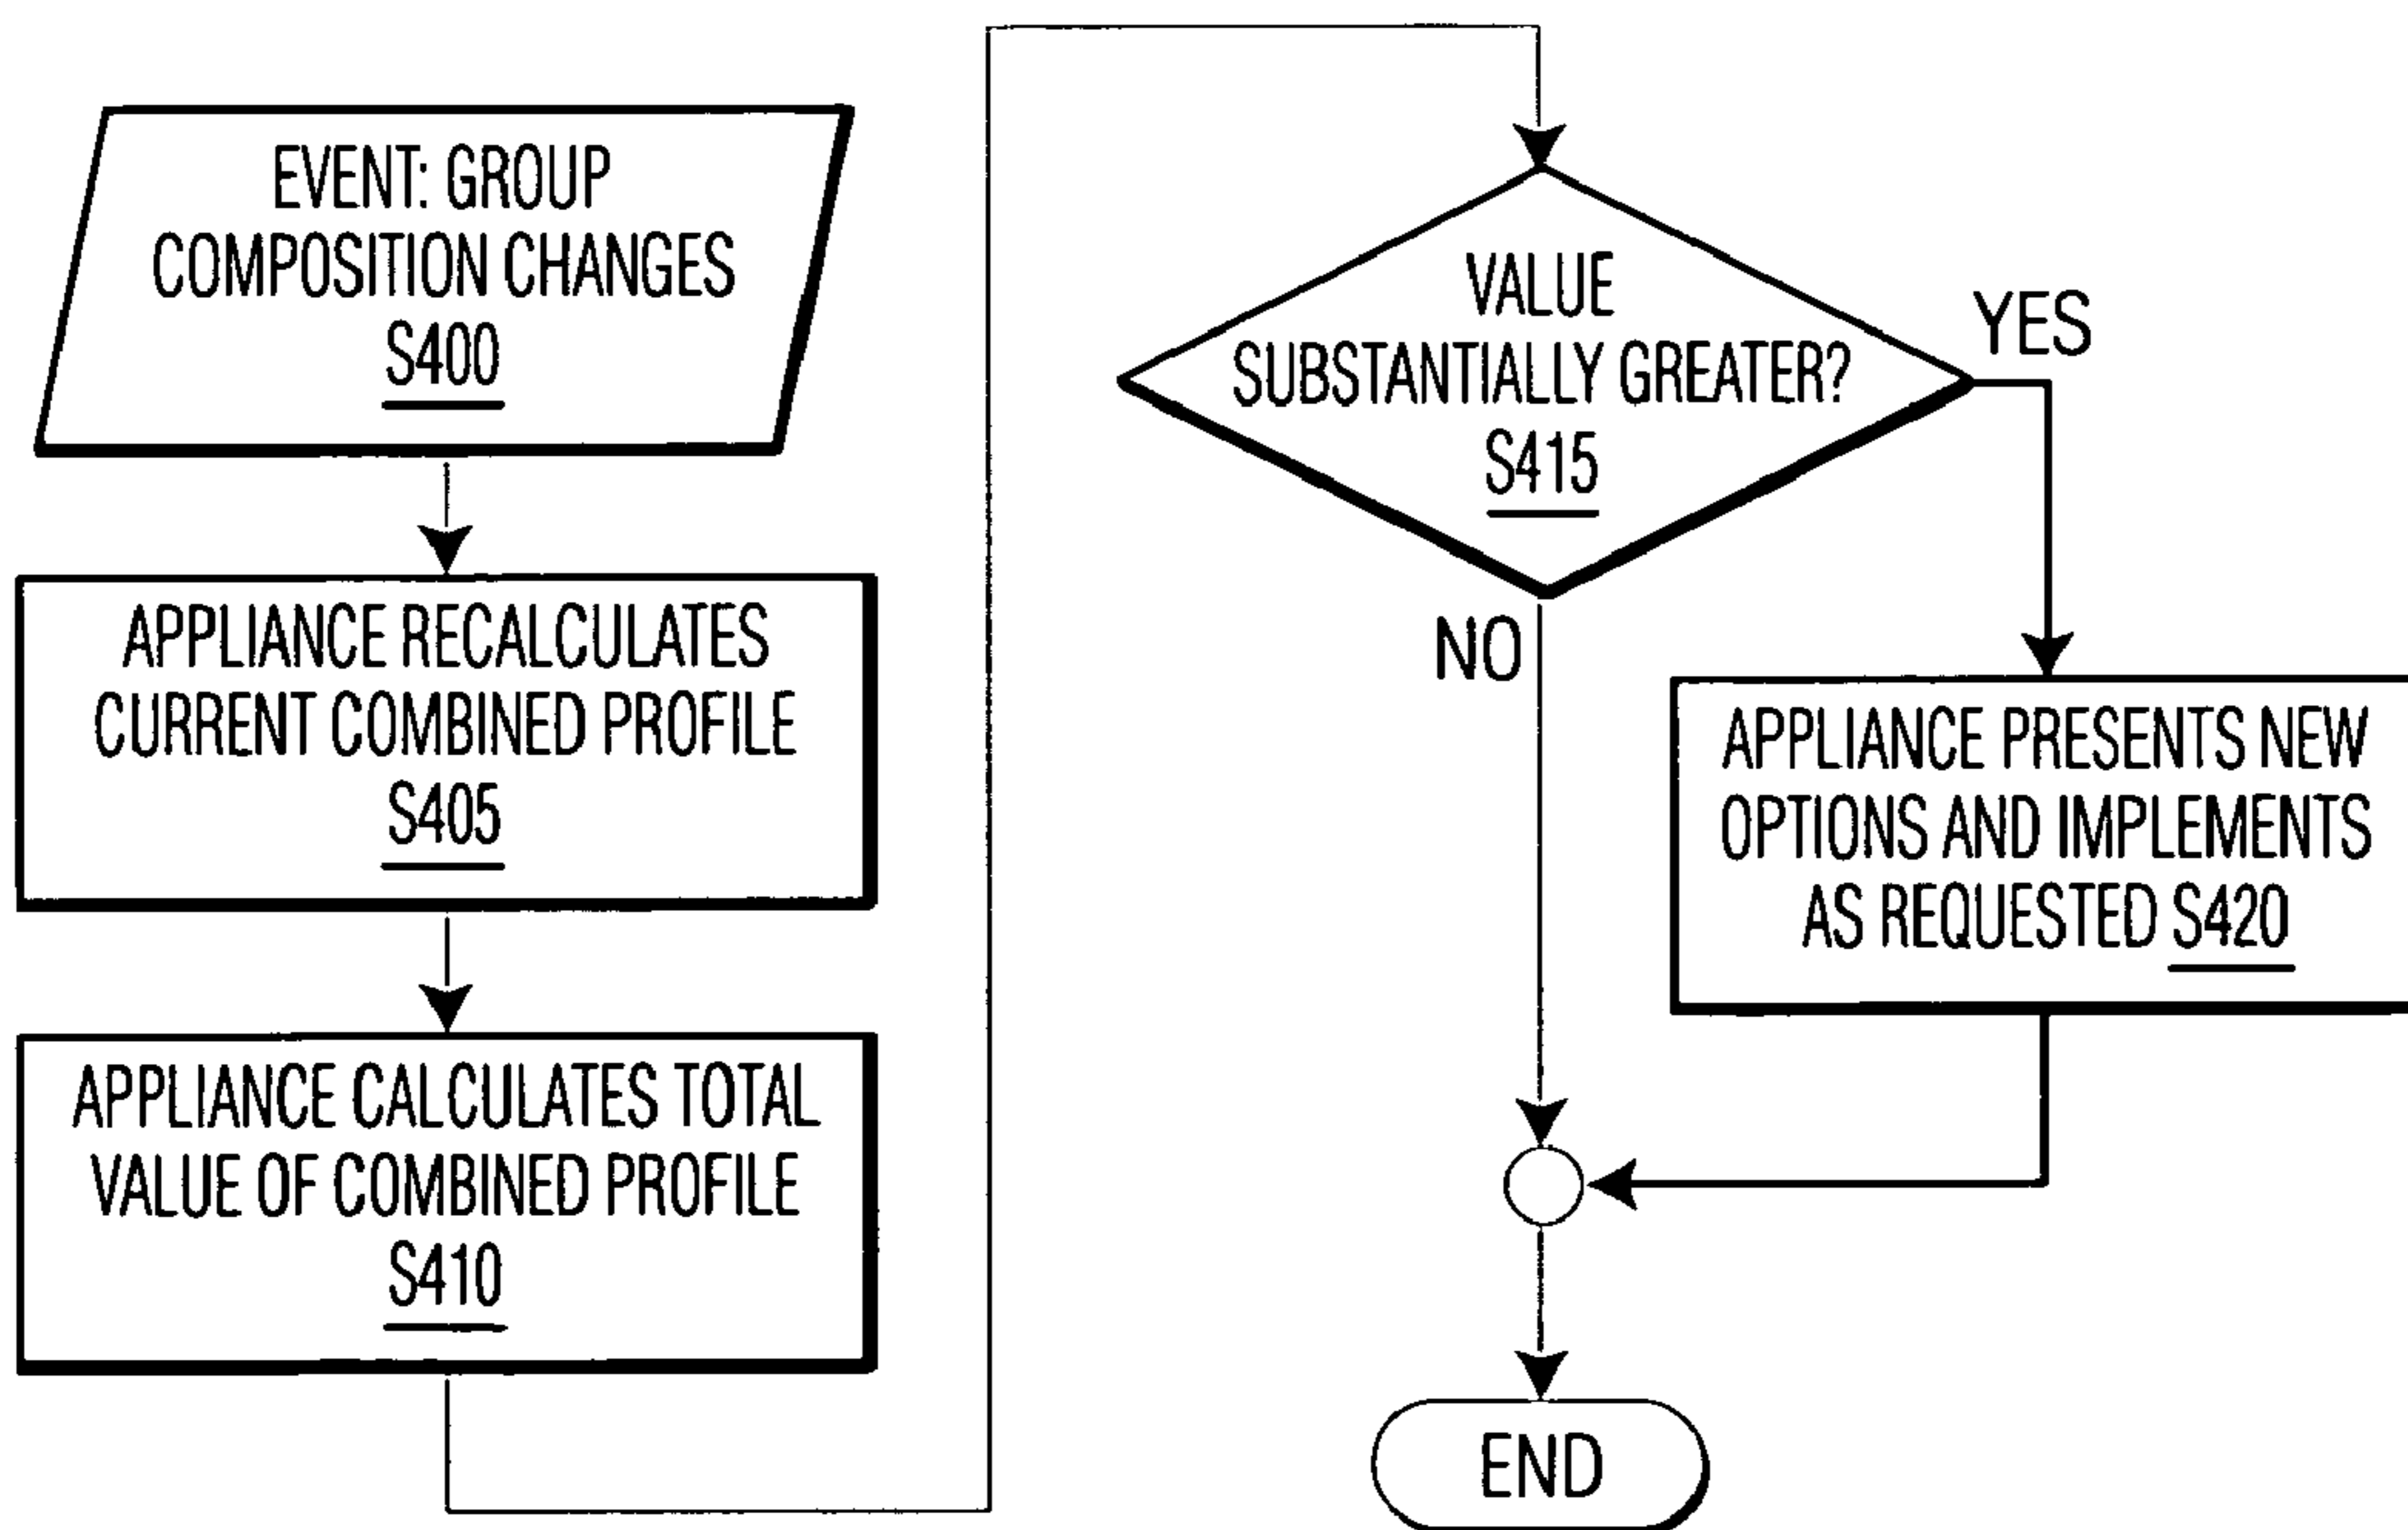 EVENT: GROUP
COMPOSITION CHANGES
S400
APPLIANCE RECALCULATES
CURRENT COMBINED PROFILE
S405
APPLIANCE CALCULATES TOTAL
VALUE OF COMBINED PROFILE
S410
VALUE
SUBSTANTIALLY GREATER?
S415
YES
NO
APPLIANCE PRESENTS NEW
OPTIONS AND IMPLEMENTS
AS REQUESTED S420
END